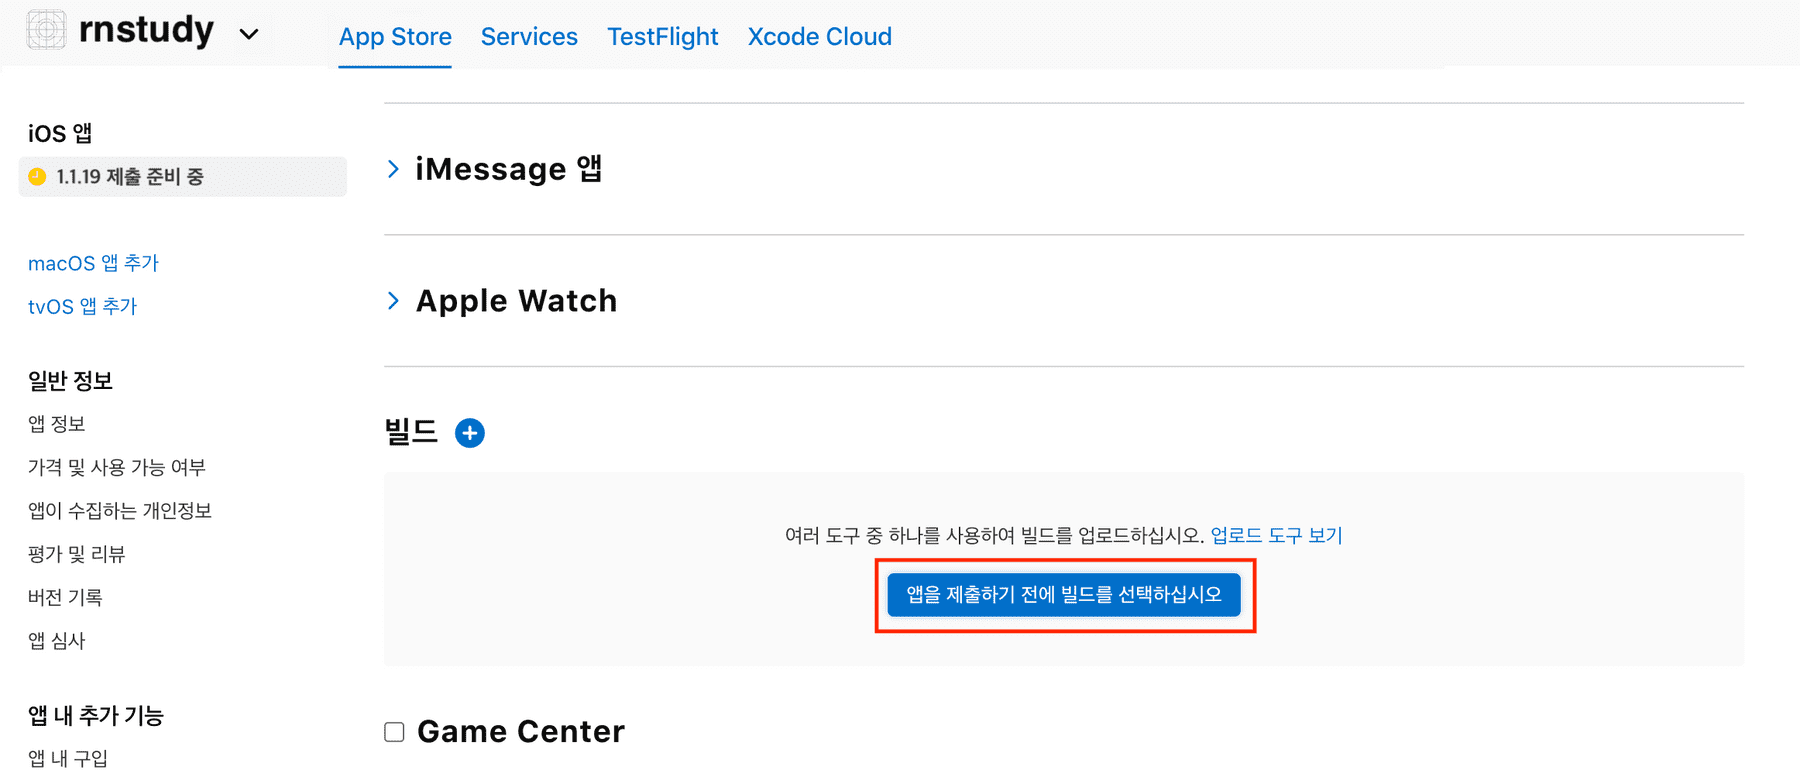 rnstudy
App Store Services TestFlight Xcode Cloud
iOS 앱
1.1.19 제출 준비 중
macOS 앱 추가
tvOS 앱 추가
일반 정보
앱 정보
가격 및 사용 가능 여부
앱이 수집하는 개인정보
평가 및 리뷰
버전 기록
앱 심사
앱 내 추가 기능
앱 내 구입
iMessage 앱
Apple Watch
빌드
여러 도구 중 하나를 사용하여 빌드를 업로드하십시오. 업로드 도구 보기
앱을 제출하기 전에 빌드를 선택하십시오
Game Center